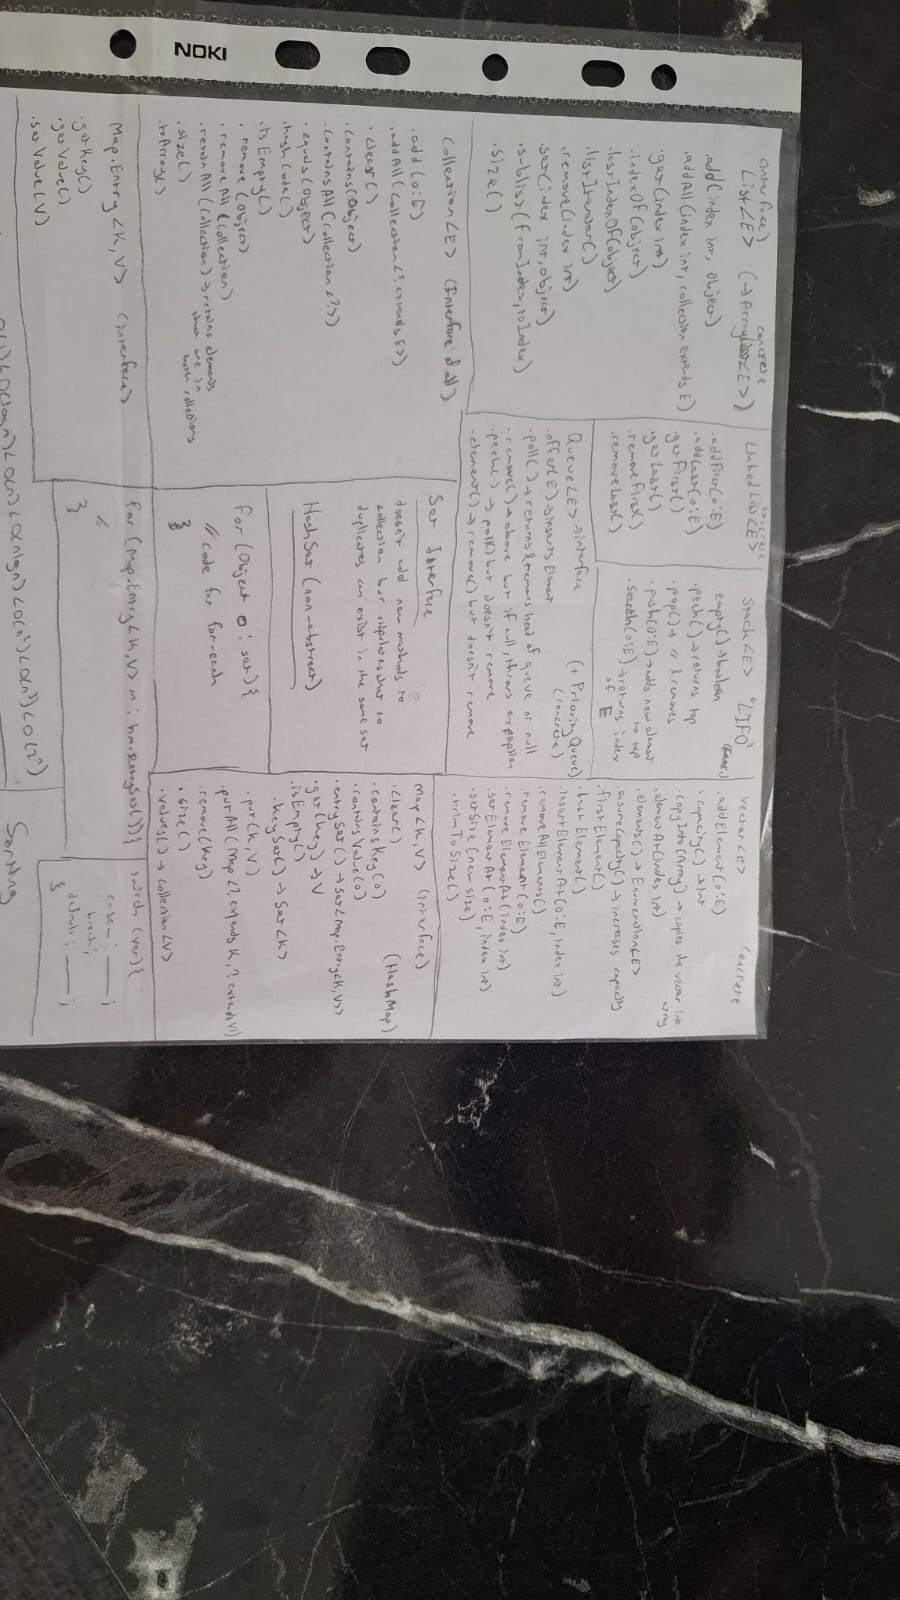 NOKI
(interface)
List<E> (→ArrayList<E>)
concrete
.add(index int, object)
.addAll(index int, collection extends E)
.get(index int)
.indexOf(object)
.lastIndexOf(object)
.listIterator()
.remove(index int)
.set(index int, object)
.sublist(fromIndex, toIndex)
.size()
concrete
LinkedList<E>
.addFirst(o:E)
.addLast(o:E)
.getFirst()
.getLast()
.removeFirst()
.removeLast()
Stack<E> "LIFO"
empty()→boolean
.peek()→returns top
.pop()→ " & removes
.push(o:E)→adds new element to top
.search(o:E)→returns index of E
Vector<E> concrete
.addElement(o:E)
.capacity()→int
.copyInto(Array)→ copies the vector into array
.elementAt(index int)
.elements()→Enumeration<E>
.ensureCapacity()→increases capacity
.firstElement()
.lastElement()
.insertElementAt(o:E, index int)
.removeAllElements()
.removeElement(o:E)
.removeElementAt(index int)
.setElementAt(o:E, index int)
.setSize(new size)
.trimToSize()
Queue<E>→interface (+PriorityQueue)
(concrete)
.offer(E)→inserts element
.poll()→returns & removes head of queue or null
.remove()→above but if null, throws exception
.peek()→poll() but doesn't remove
.element()→remove() but doesn't remove
Collection<E> (Interface of all)
.add(o:E)
.addAll(Collection<? extends E>)
.clear()
.contains(Object)
.containsAll(Collection<?>)
.equals(Object)
.hashCode()
.isEmpty()
.remove(Object)
.removeAll(Collection)
.retainAll(Collection)→retains elements
that are in
both collections
.size()
.toArray()
Set Interface
doesn't add new methods to
collection but stipulates that no
duplicates can exist in the same set
HashSet (non-abstract)
for (Object o : set){
//code for for-each
}
Map<K,V> (interface)
(HashMap)
.clear()
.containsKey(o)
.containsValue(o)
.entrySet()→Set<Map.Entry<K,V>>
.get(key)→V
.isEmpty()
.keySet()→Set<K>
.put(K,V)
.putAll(Map<? extends K, ? extends V>)
.remove(key)
.size()
.values()→collection<V>
Map.Entry<K,V> (interface)
.getKey()
.getValue()
.setValue(V)
for (Map.Entry<K,V> m : hm.entrySet()){
}
switch (var){
case _: ___;
break;
default: ___;
}
O(1)<O(logn)<O(n)<O(nlgn)<O(n²)<O(n³)<O(2ⁿ)
Sorting